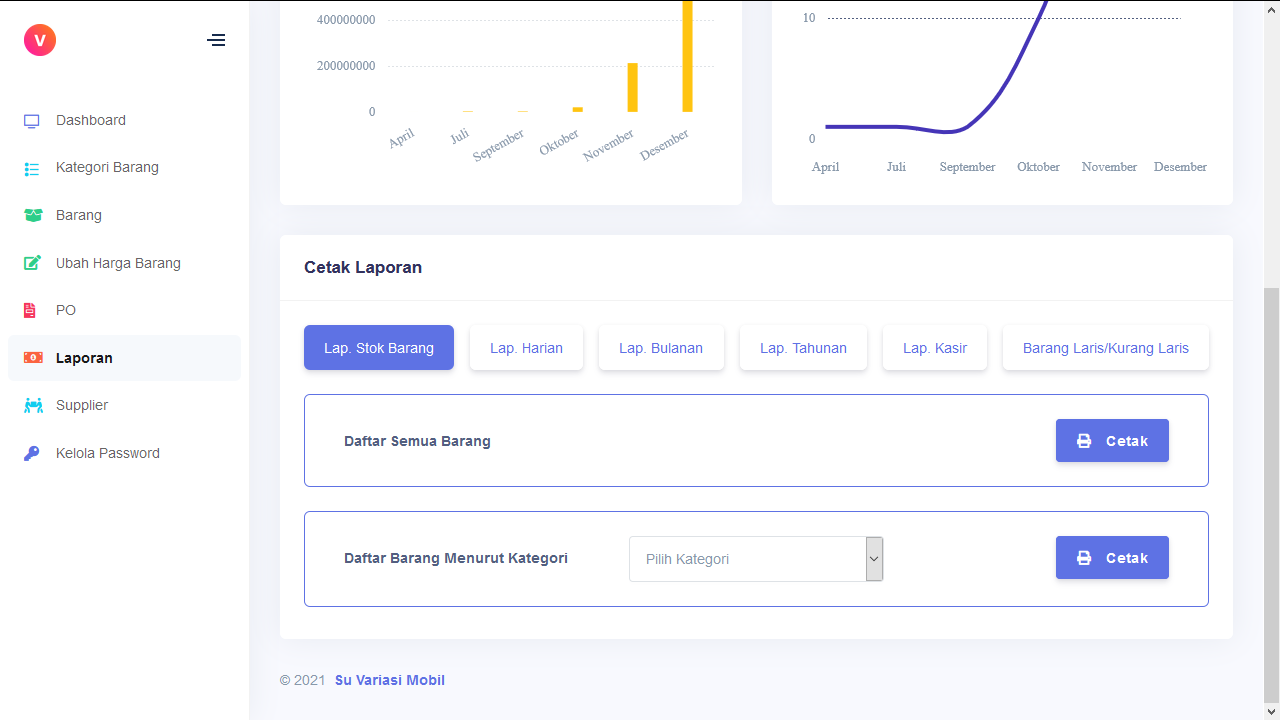 V
Dashboard
Kategori Barang
Barang
Ubah Harga Barang
PO
Laporan
Supplier
Kelola Password
400000000
200000000
0
April
Juli
September
Oktober
November
Desember
10
0
April
Juli
September
Oktober
November
Desember
Cetak Laporan
Lap. Stok Barang
Lap. Harian
Lap. Bulanan
Lap. Tahunan
Lap. Kasir
Barang Laris/Kurang Laris
Daftar Semua Barang
Cetak
Daftar Barang Menurut Kategori
Pilih Kategori
Cetak
© 2021 Su Variasi Mobil